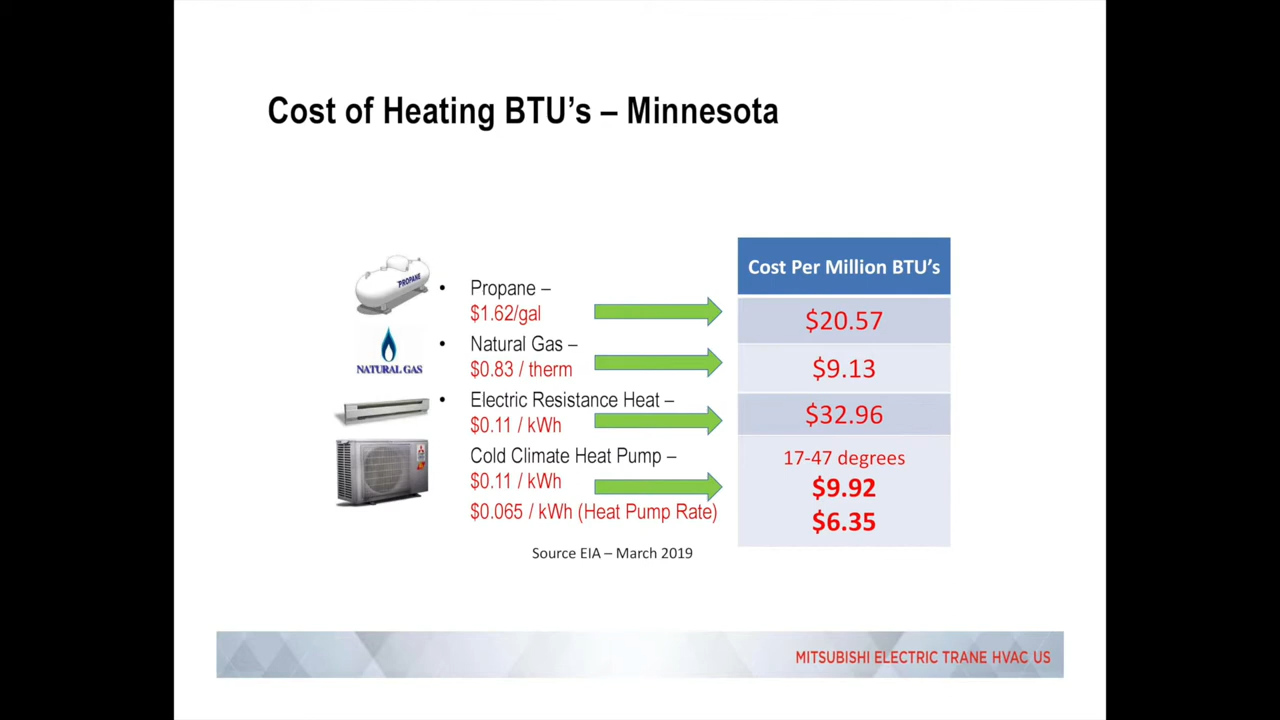 Cost of Heating BTU's – Minnesota
Cost Per Million BTU's
PROPANE
• Propane –
$1.62/gal
$20.57
NATURAL GAS
• Natural Gas –
$0.83 / therm
$9.13
• Electric Resistance Heat –
$0.11 / kWh
$32.96
Cold Climate Heat Pump –
$0.11 / kWh
$0.065 / kWh (Heat Pump Rate)
17-47 degrees
$9.92
$6.35
Source EIA – March 2019
MITSUBISHI ELECTRIC TRANE HVAC US